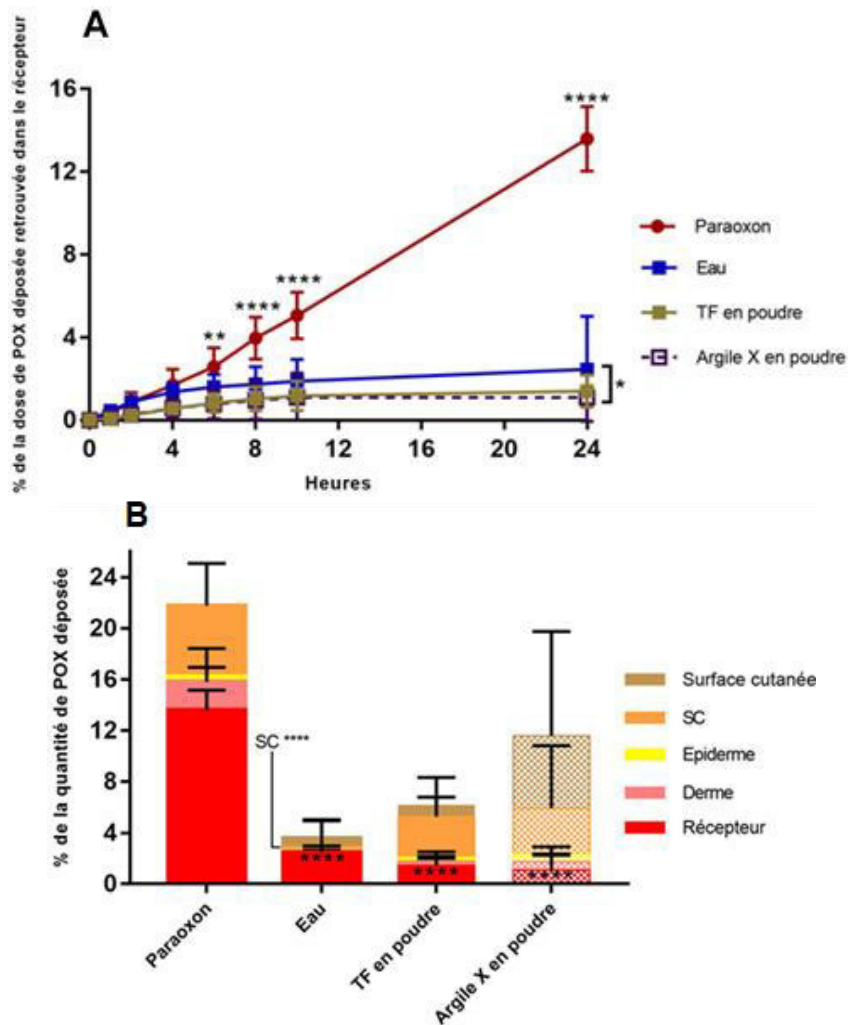 A
% de la dose de POX déposée retrouvée dans le récepteur
16
12
8
4
0
****
****
****
**
*
0 4 8 12 16 20 24
Heures
Paraoxon
Eau
TF en poudre
Argile X en poudre
B
% de la quantité de POX déposé
24
20
16
12
8
4
0
SC ****
****
****
****
Paraoxon
Eau
TF en poudre
Argile X en poudre
Surface cutanée
SC
Epiderme
Derme
Récepteur